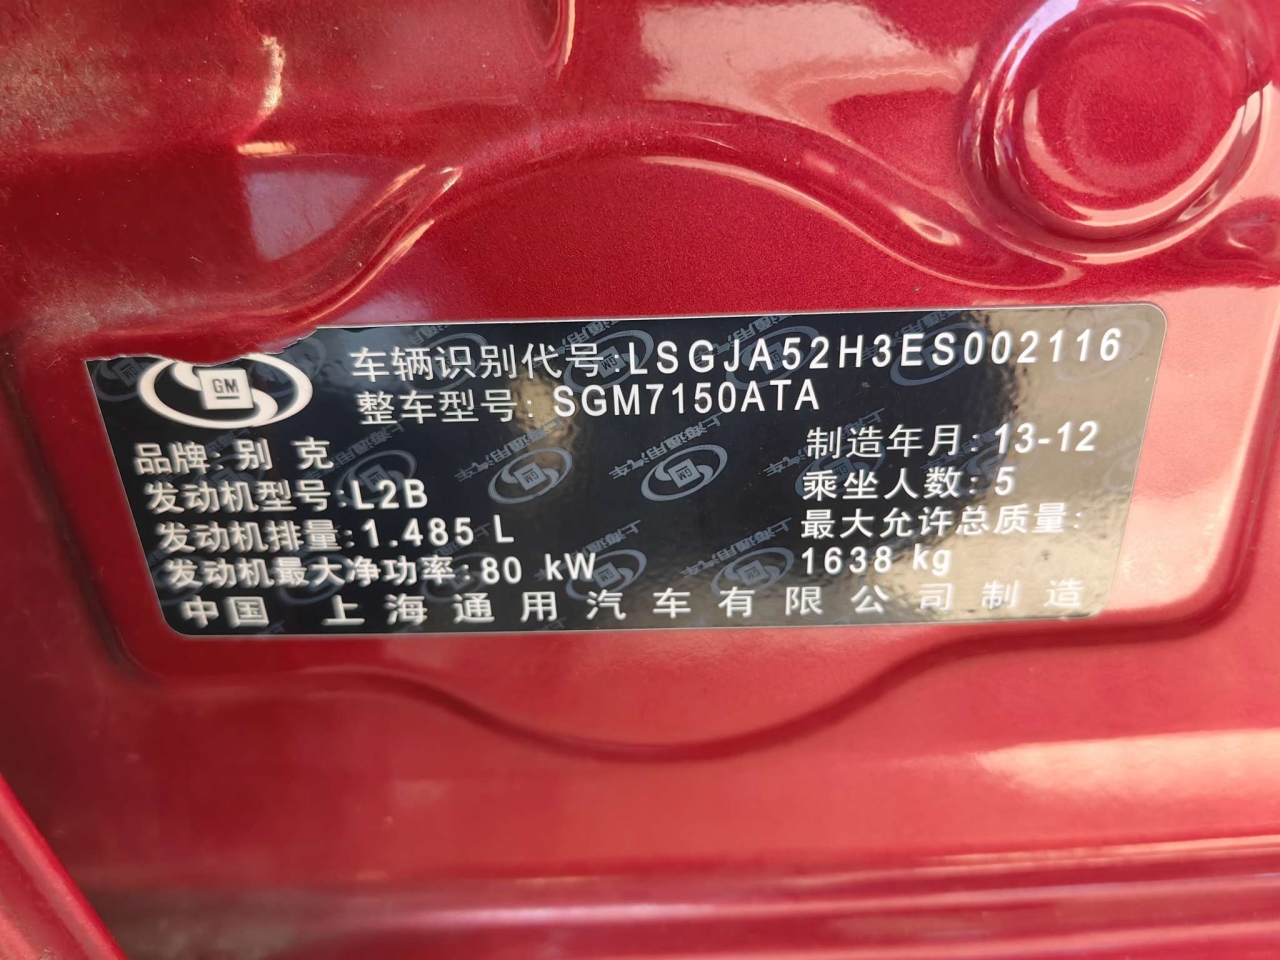 GM
车辆识别代号:LSGJA52H3ES002116
整车型号: SGM7150ATA
品牌: 别 克
制造年月: 13-12
发动机型号:L2B
乘坐人数: 5
发动机排量:1.485 L
最大允许总质量:
1638 kg
发动机最大净功率:80 kW
中国 上海通用汽车有限公司制造